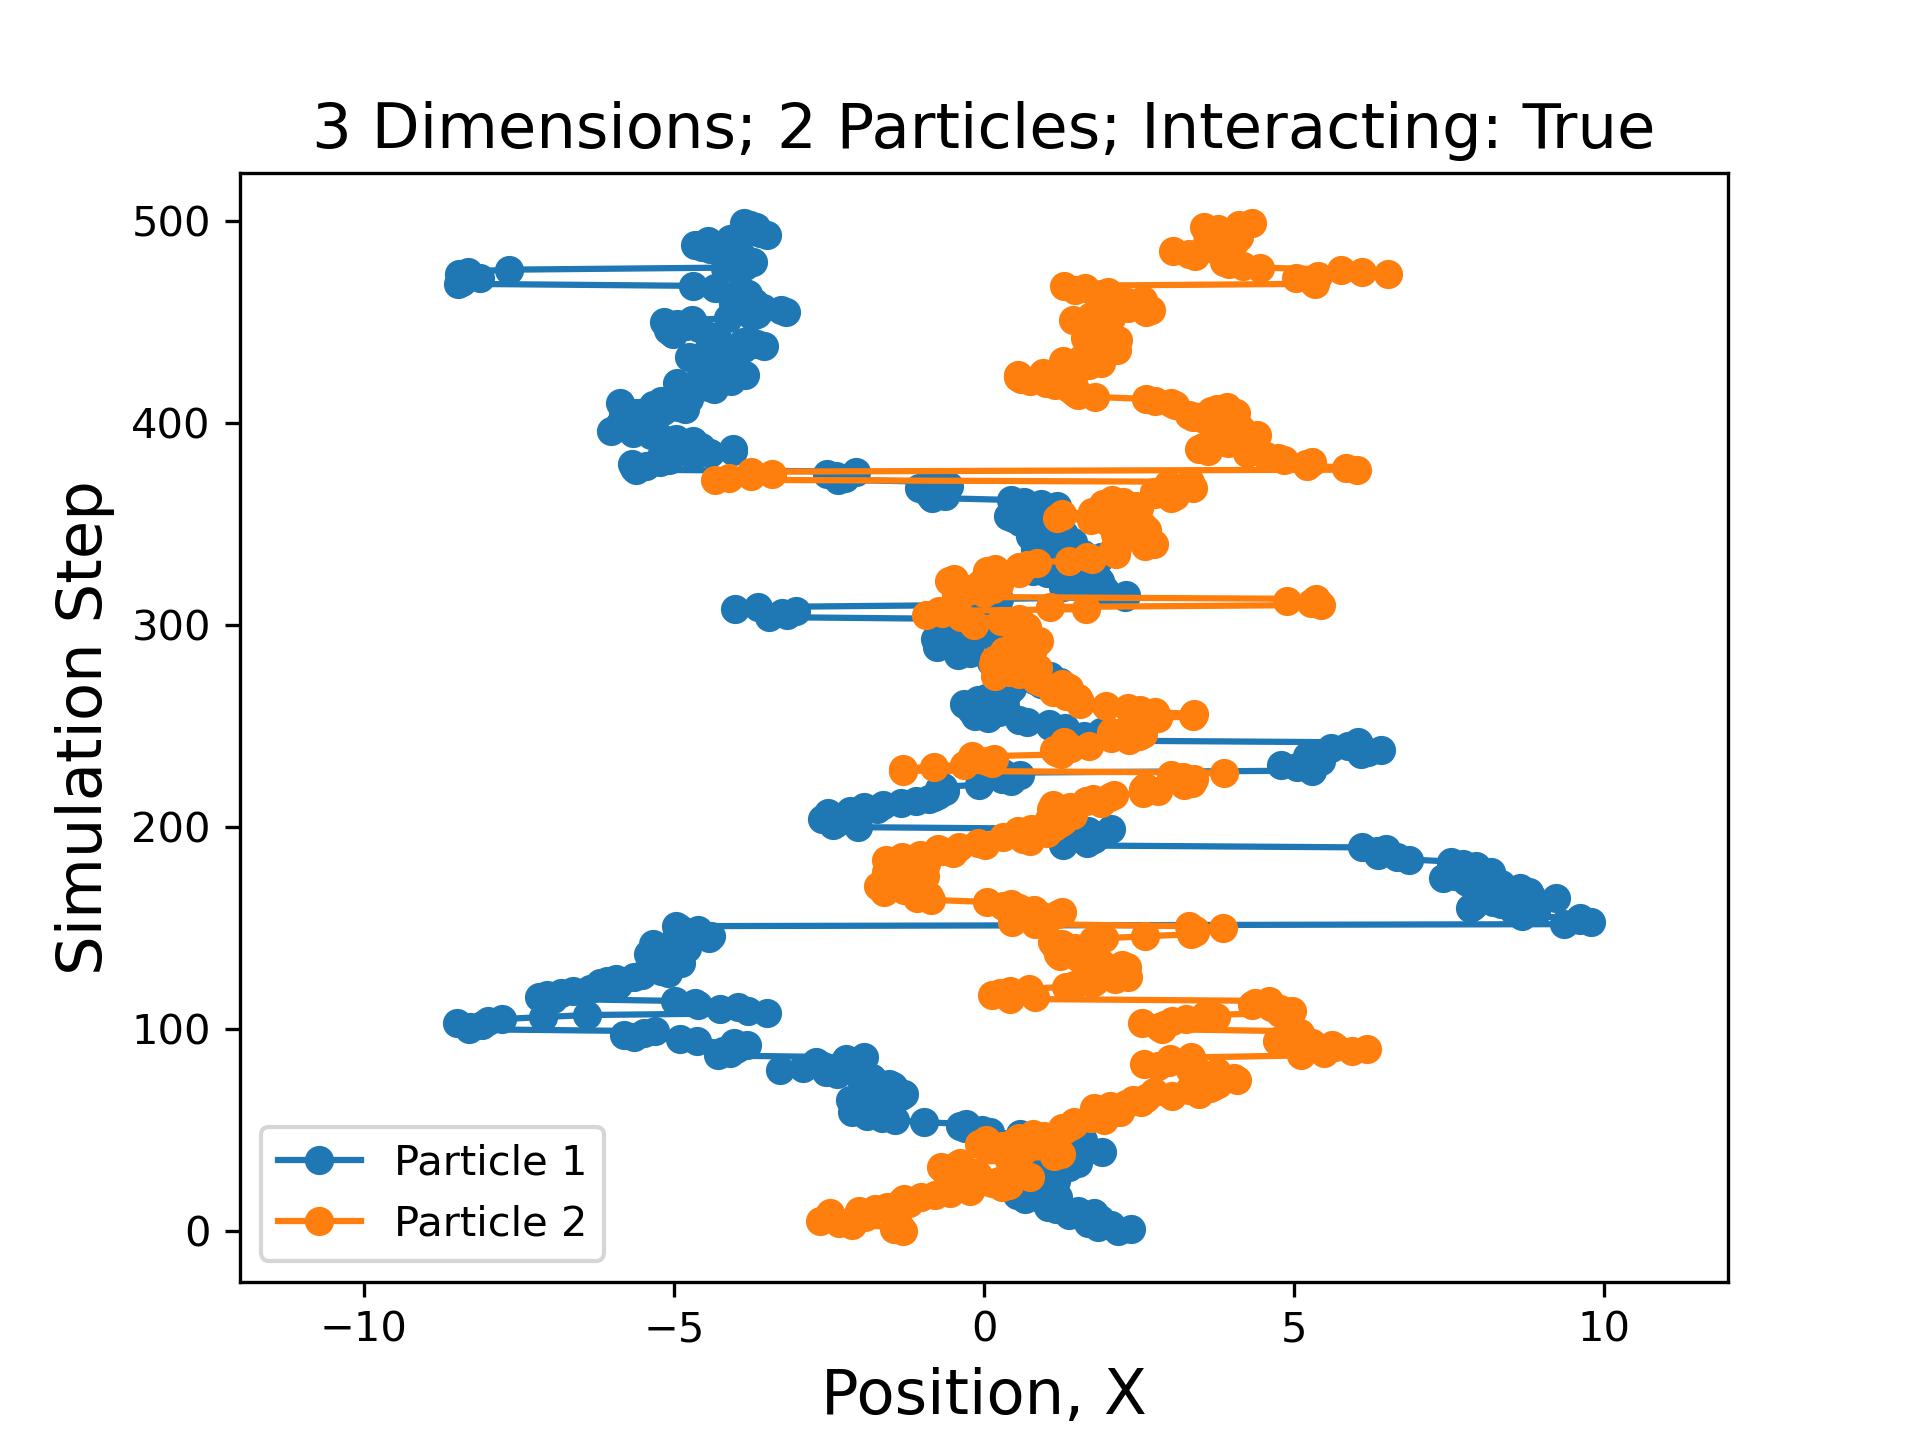 3 Dimensions; 2 Particles; Interacting: True
Simulation Step
500
400
300
200
100
0
Particle 1
Particle 2
−10
−5
0
5
10
Position, X